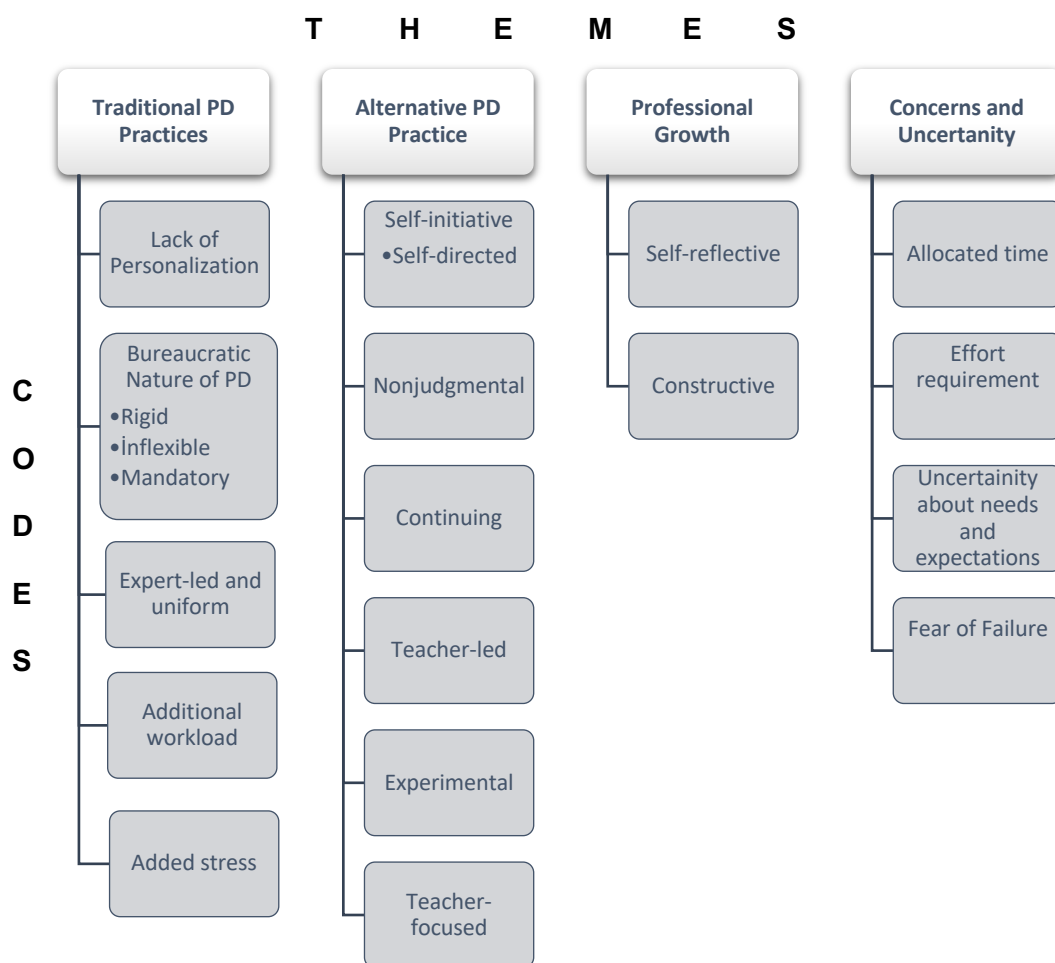 T H E M E S
Traditional PD
Practices
Lack of
Personalization
Bureaucratic
Nature of PD
•Rigid
•İnflexible
•Mandatory
Expert-led and
uniform
Additional
workload
Added stress
Alternative PD
Practice
Self-initiative
•Self-directed
Nonjudgmental
Continuing
Teacher-led
Experimental
Teacher-
focused
Professional
Growth
Self-reflective
Constructive
Concerns and
Uncertanity
Allocated time
Effort
requirement
Uncertainity
about needs
and
expectations
Fear of Failure
C
O
D
E
S